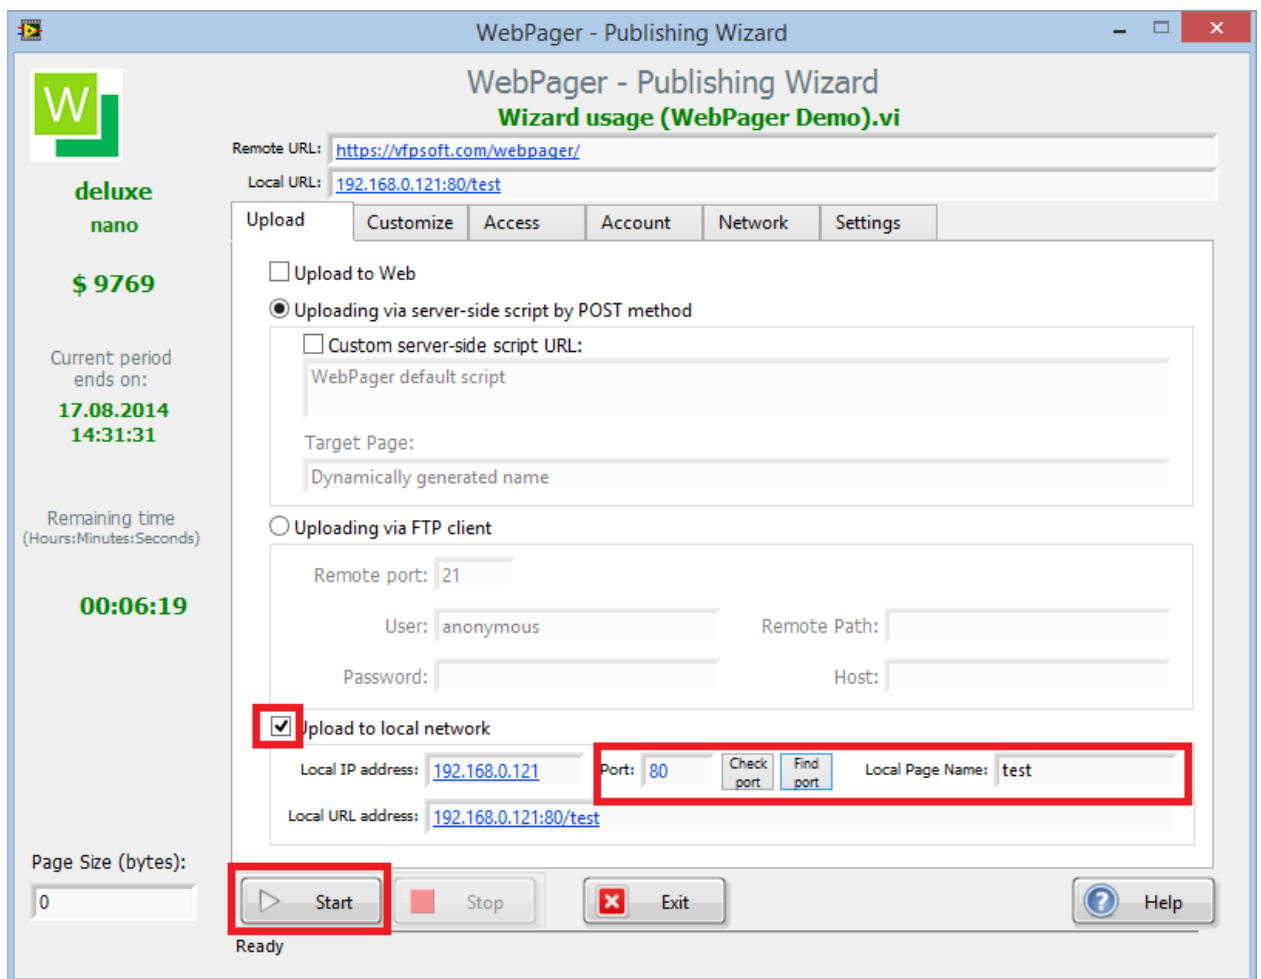 WebPager - Publishing Wizard
WebPager - Publishing Wizard
Wizard usage (WebPager Demo).vi
W
Remote URL: https://vfpsoft.com/webpager/
Local URL: 192.168.0.121:80/test
deluxe
nano
$ 9769
Current period
ends on:
17.08.2014
14:31:31
Remaining time
(Hours:Minutes:Seconds)
00:06:19
Page Size (bytes):
0
Upload Customize Access Account Network Settings
Upload to Web
Uploading via server-side script by POST method
Custom server-side script URL:
WebPager default script
Target Page:
Dynamically generated name
Uploading via FTP client
Remote port: 21
User: anonymous Remote Path:
Password: Host:
Upload to local network
Local IP address: 192.168.0.121 Port: 80 Check port Find port Local Page Name: test
Local URL address: 192.168.0.121:80/test
Start Stop Exit Help
Ready